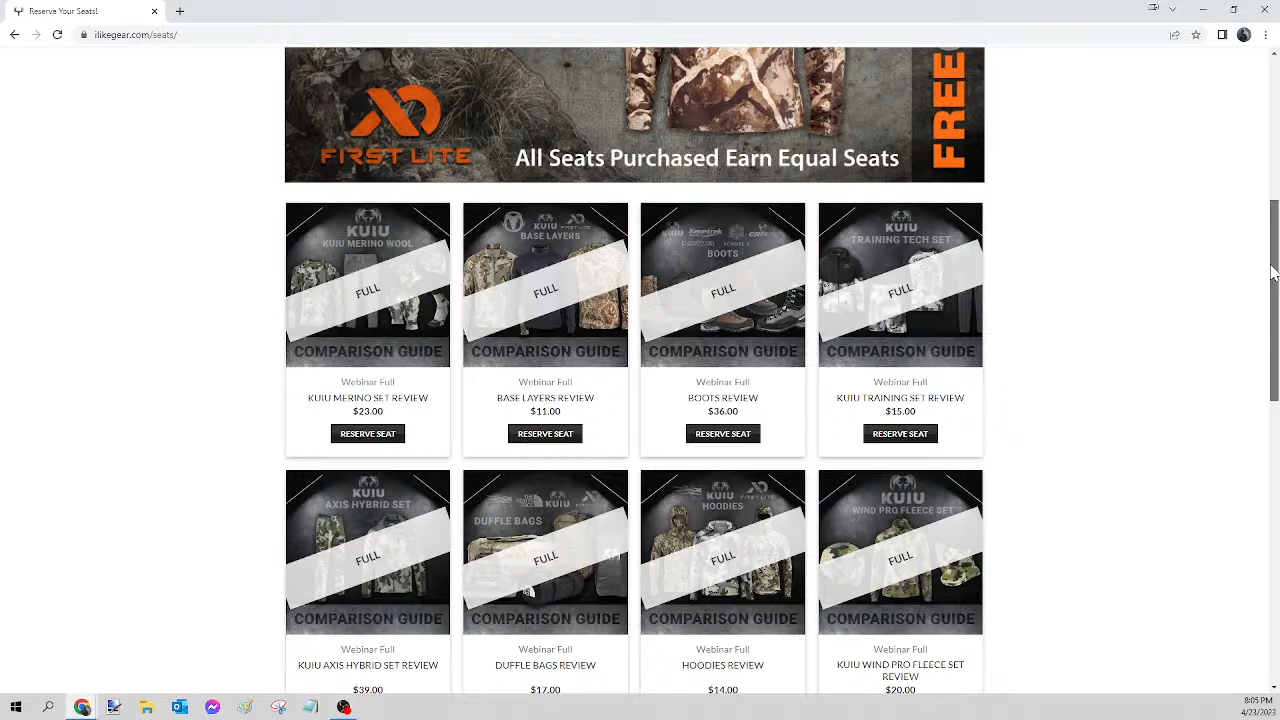 Reserve Your Seats!
ilikegear.com/seats/
FIRST LITE
All Seats Purchased Earn Equal Seats
FREE
KUIU
KUIU MERINO WOOL
FULL
COMPARISON GUIDE
Webinar Full
KUIU MERINO SET REVIEW
$23.00
RESERVE SEAT
KUIU
FIRST LITE
BASE LAYERS
FULL
COMPARISON GUIDE
Webinar Full
BASE LAYERS REVIEW
$11.00
RESERVE SEAT
KUIU Kenetrek
BOOTS
FULL
COMPARISON GUIDE
Webinar Full
BOOTS REVIEW
$36.00
RESERVE SEAT
KUIU
TRAINING TECH SET
FULL
COMPARISON GUIDE
Webinar Full
KUIU TRAINING SET REVIEW
$15.00
RESERVE SEAT
KUIU
AXIS HYBRID SET
FULL
COMPARISON GUIDE
Webinar Full
KUIU AXIS HYBRID SET REVIEW
$39.00
KUIU
DUFFLE BAGS
FULL
COMPARISON GUIDE
Webinar Full
DUFFLE BAGS REVIEW
$17.00
KUIU FIRST LITE
HOODIES
FULL
COMPARISON GUIDE
Webinar Full
HOODIES REVIEW
$14.00
KUIU
WIND PRO FLEECE SET
FULL
COMPARISON GUIDE
Webinar Full
KUIU WIND PRO FLEECE SET
REVIEW
$20.00
8:05 PM
4/23/2023